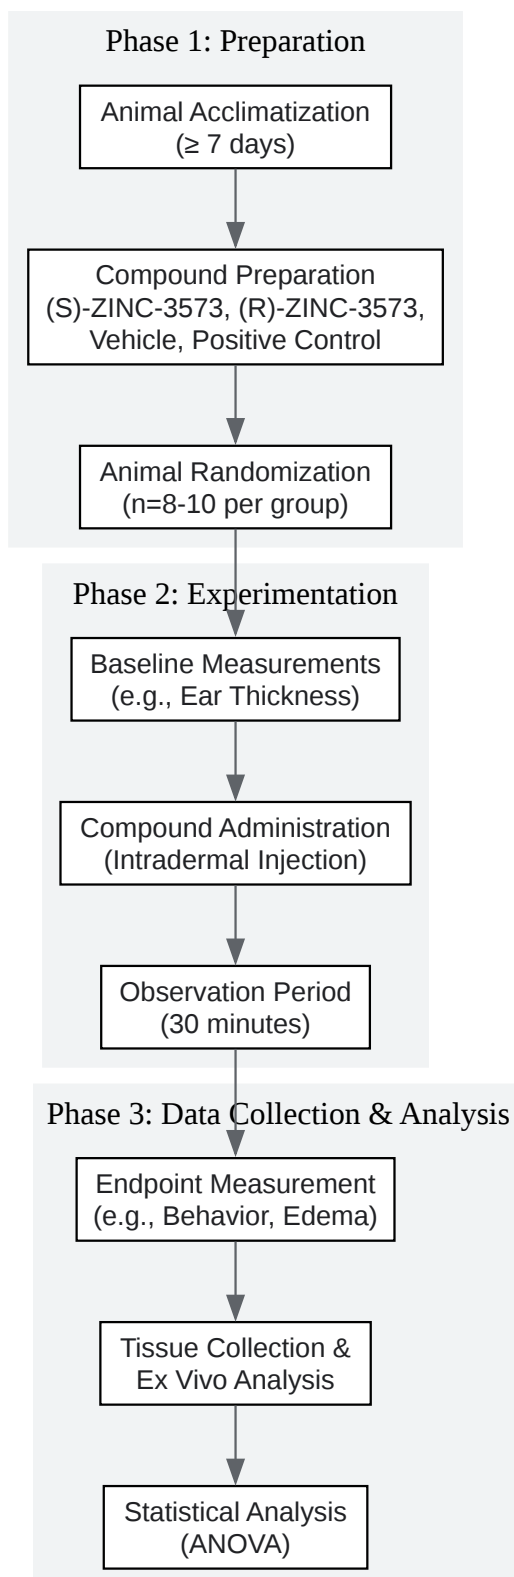 Phase 1: Preparation
Animal Acclimatization
(≥ 7 days)
Compound Preparation
(S)-ZINC-3573, (R)-ZINC-3573,
Vehicle, Positive Control
Animal Randomization
(n=8-10 per group)
Phase 2: Experimentation
Baseline Measurements
(e.g., Ear Thickness)
Compound Administration
(Intradermal Injection)
Observation Period
(30 minutes)
Phase 3: Data Collection & Analysis
Endpoint Measurement
(e.g., Behavior, Edema)
Tissue Collection &
Ex Vivo Analysis
Statistical Analysis
(ANOVA)